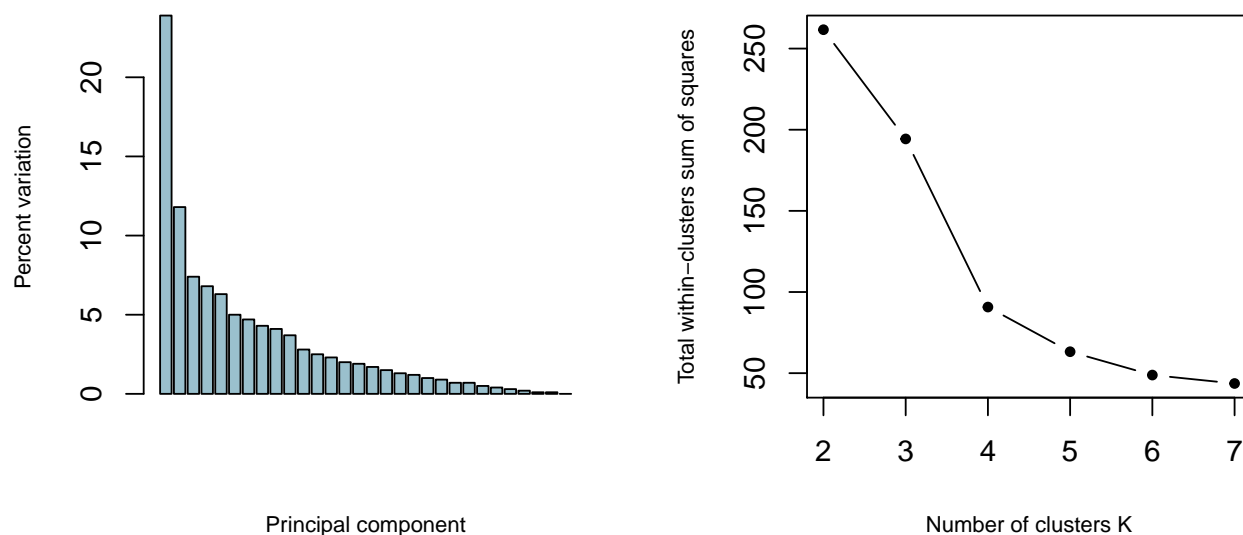 Percent variation
20
15
10
5
0
Principal component
Total within−clusters sum of squares
250
200
150
100
50
2 3 4 5 6 7
Number of clusters K